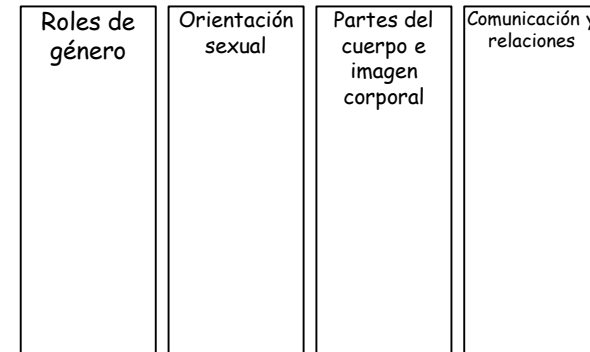 Roles de
género
Orientación
sexual
Partes del
cuerpo e
imagen
corporal
Comunicación y
relaciones